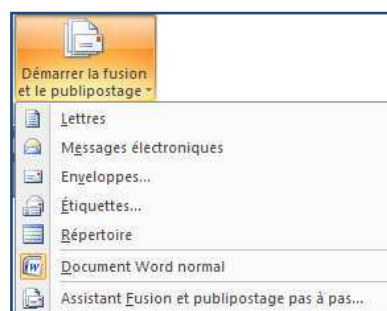 Démarrer la fusion
et le publipostage
Lettres
Messages électroniques
Enveloppes...
Étiquettes...
Répertoire
Document Word normal
Assistant Fusion et publipostage pas à pas...